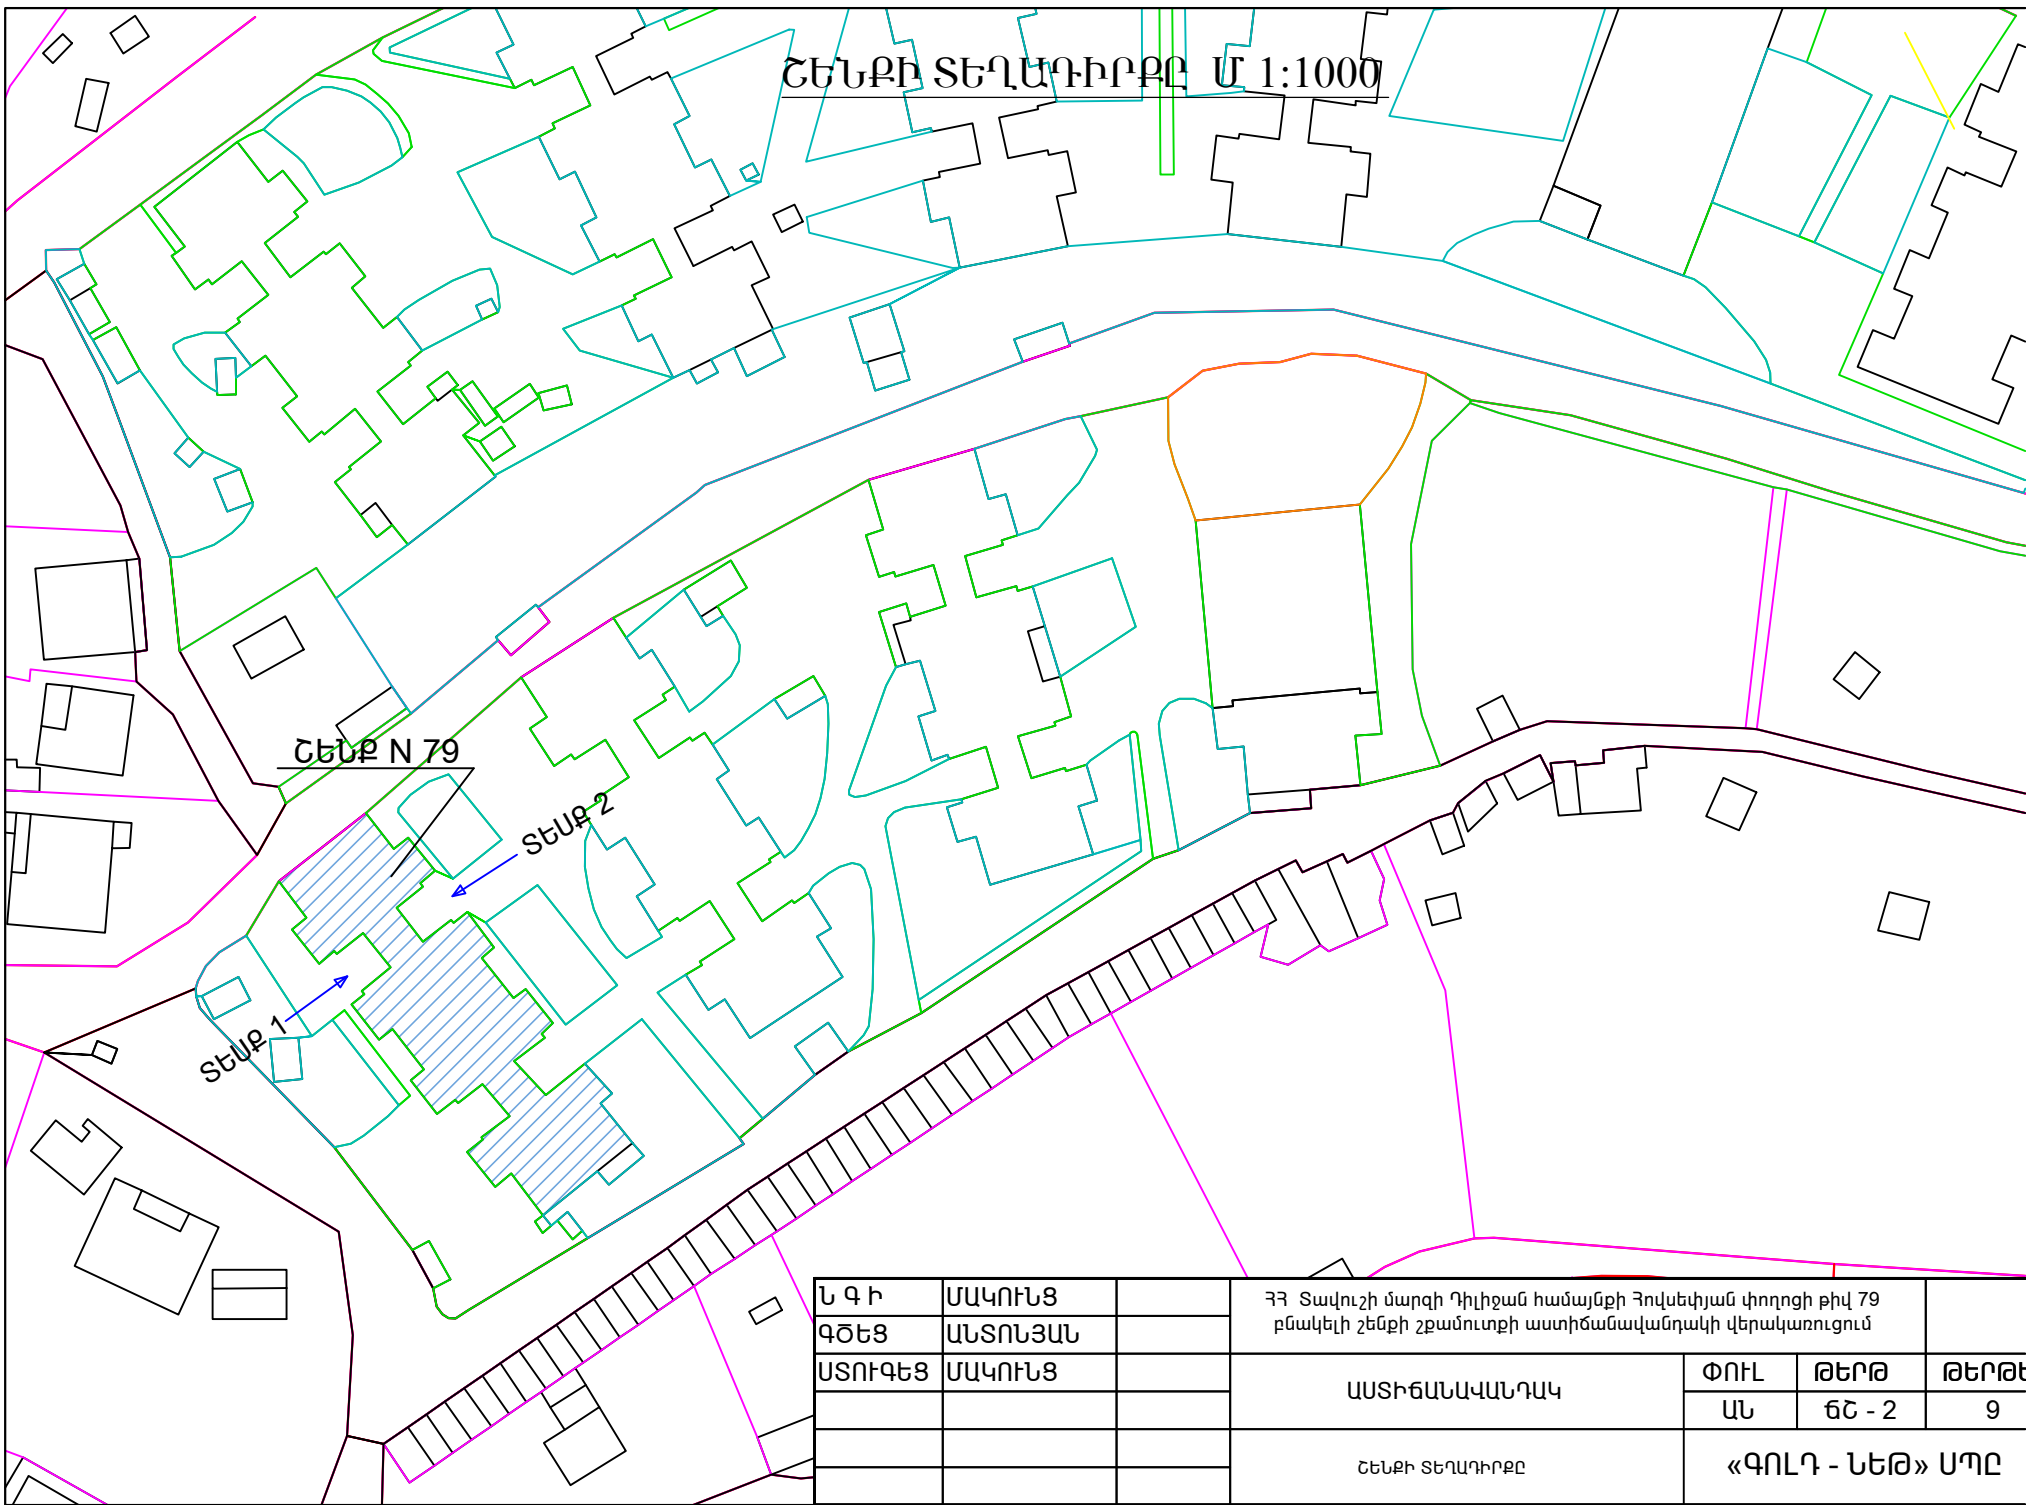 ՇԵՆՔԻ ՏԵՂԱԴԻՐՔԸ Մ 1:1000
ՇԵՆՔ N 79
ՏԵՍՔ 2
ՏԵՍՔ 1
Ն Գ Ի ՄԱԿՈՒՆՑ
ԳԾԵՑ ԱՆՏՈՆՅԱՆ
ՍՏՈՒԳԵՑ ՄԱԿՈՒՆՑ
ՀՀ Տավուշի մարզի Դիլիջան համայնքի Հովսեփյան փողոցի թիվ 79
բնակելի շենքի շքամուտքի աստիճանավանդակի վերակառուցում
ԱՍՏԻՃԱՆԱՎԱՆԴԱԿ
ՓՈՒԼ ԹԵՐԹ ԹԵՐԹԵ
ԱՆ ՃՇ - 2 9
ՇԵՆՔԻ ՏԵՂԱԴԻՐՔԸ
«ԳՈԼԴ - ՆԵԹ» ՍՊԸ